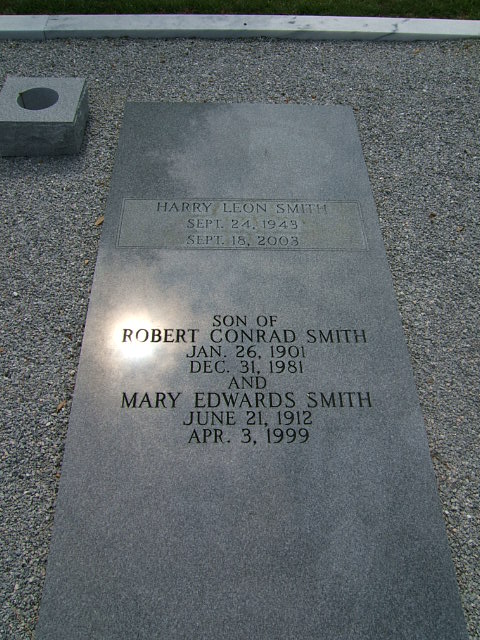 HARRY LEON SMITH
SEPT. 24, 1943
SEPT. 18, 2003
SON OF
ROBERT CONRAD SMITH
JAN. 26, 1901
DEC. 31, 1981
AND
MARY EDWARDS SMITH
JUNE 21, 1912
APR. 3, 1999